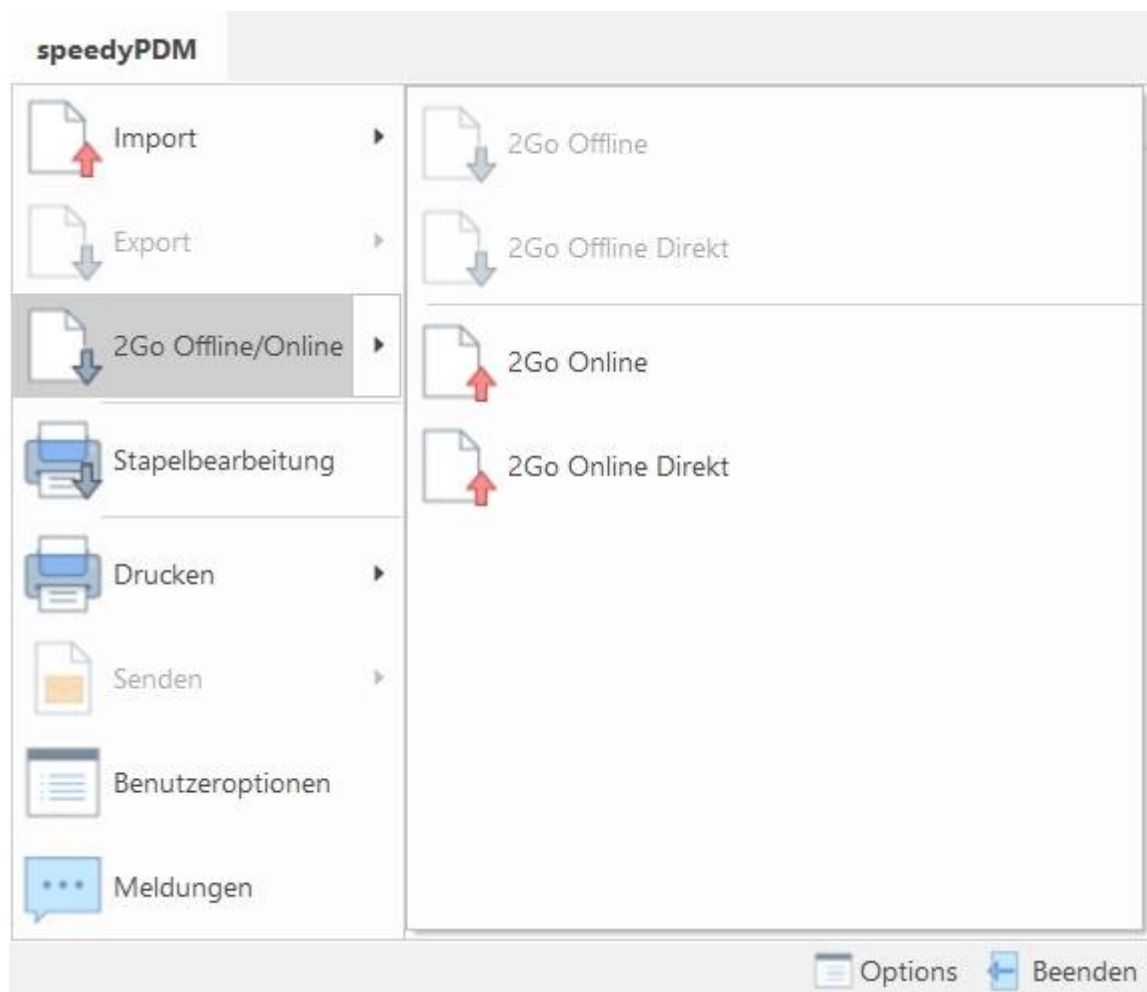 speedyPDM
Import
Export
2Go Offline/Online
Stapelbearbeitung
Drucken
Senden
Benutzeroptionen
Meldungen
2Go Offline
2Go Offline Direkt
2Go Online
2Go Online Direkt
Options
Beenden